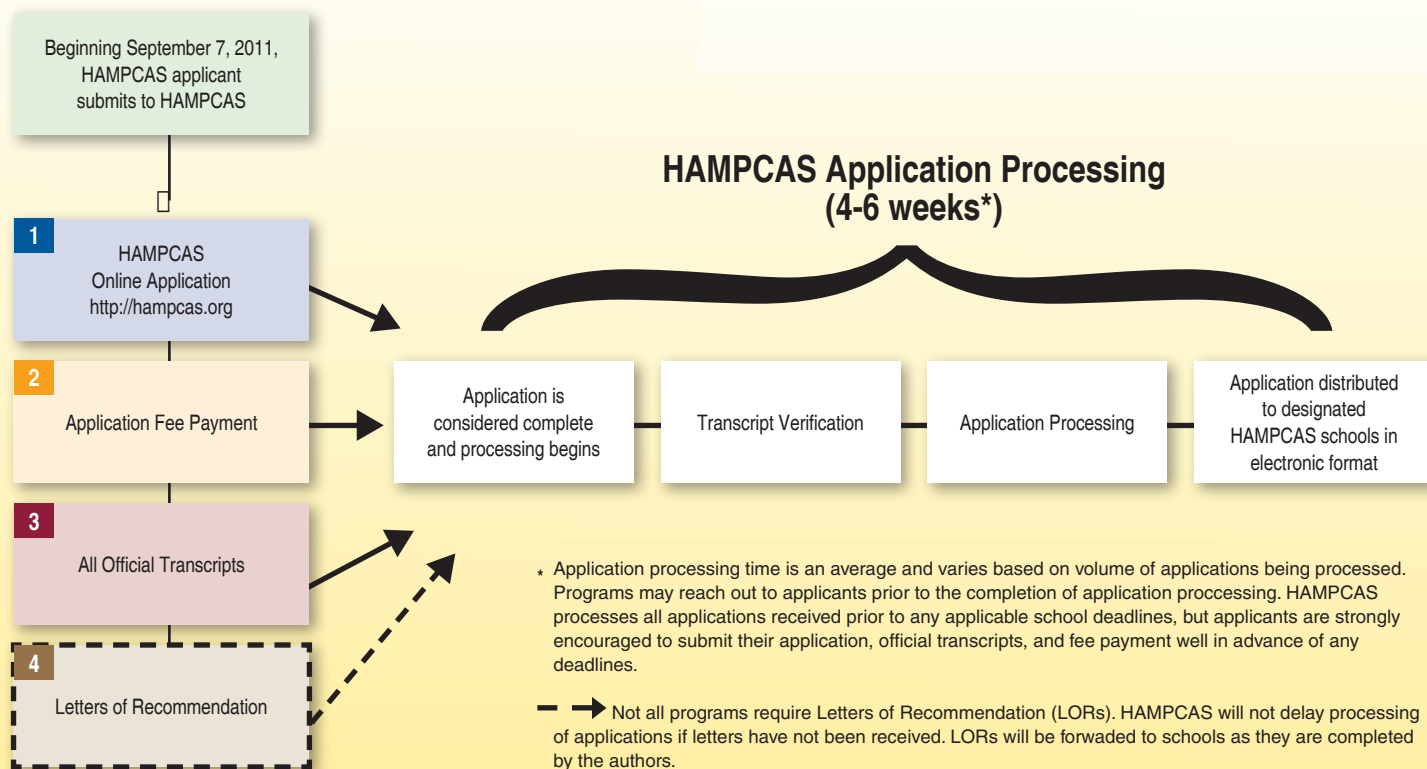 Beginning September 7, 2011,
HAMPCAS applicant
submits to HAMPCAS
1
HAMPCAS
Online Application
http://hampcas.org
2
Application Fee Payment
3
All Official Transcripts
4
Letters of Recommendation
HAMPCAS Application Processing
(4-6 weeks*)
Application is
considered complete
and processing begins
Transcript Verification
Application Processing
Application distributed
to designated
HAMPCAS schools in
electronic format
* Application processing time is an average and varies based on volume of applications being processed.
Programs may reach out to applicants prior to the completion of application proccessing. HAMPCAS
processes all applications received prior to any applicable school deadlines, but applicants are strongly
encouraged to submit their application, official transcripts, and fee payment well in advance of any
deadlines.
Not all programs require Letters of Recommendation (LORs). HAMPCAS will not delay processing
of applications if letters have not been received. LORs will be forwaded to schools as they are completed
by the authors.